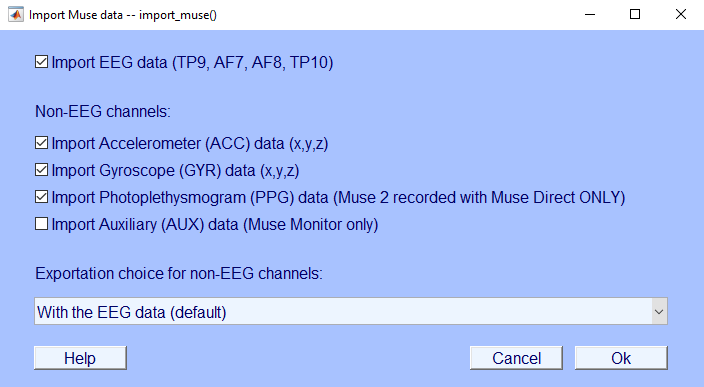 Import Muse data -- import_muse()
Import EEG data (TP9, AF7, AF8, TP10)
Non-EEG channels:
Import Accelerometer (ACC) data (x,y,z)
Import Gyroscope (GYR) data (x,y,z)
Import Photoplethysmogram (PPG) data (Muse 2 recorded with Muse Direct ONLY)
Import Auxiliary (AUX) data (Muse Monitor only)
Exportation choice for non-EEG channels:
With the EEG data (default)
Help Cancel Ok